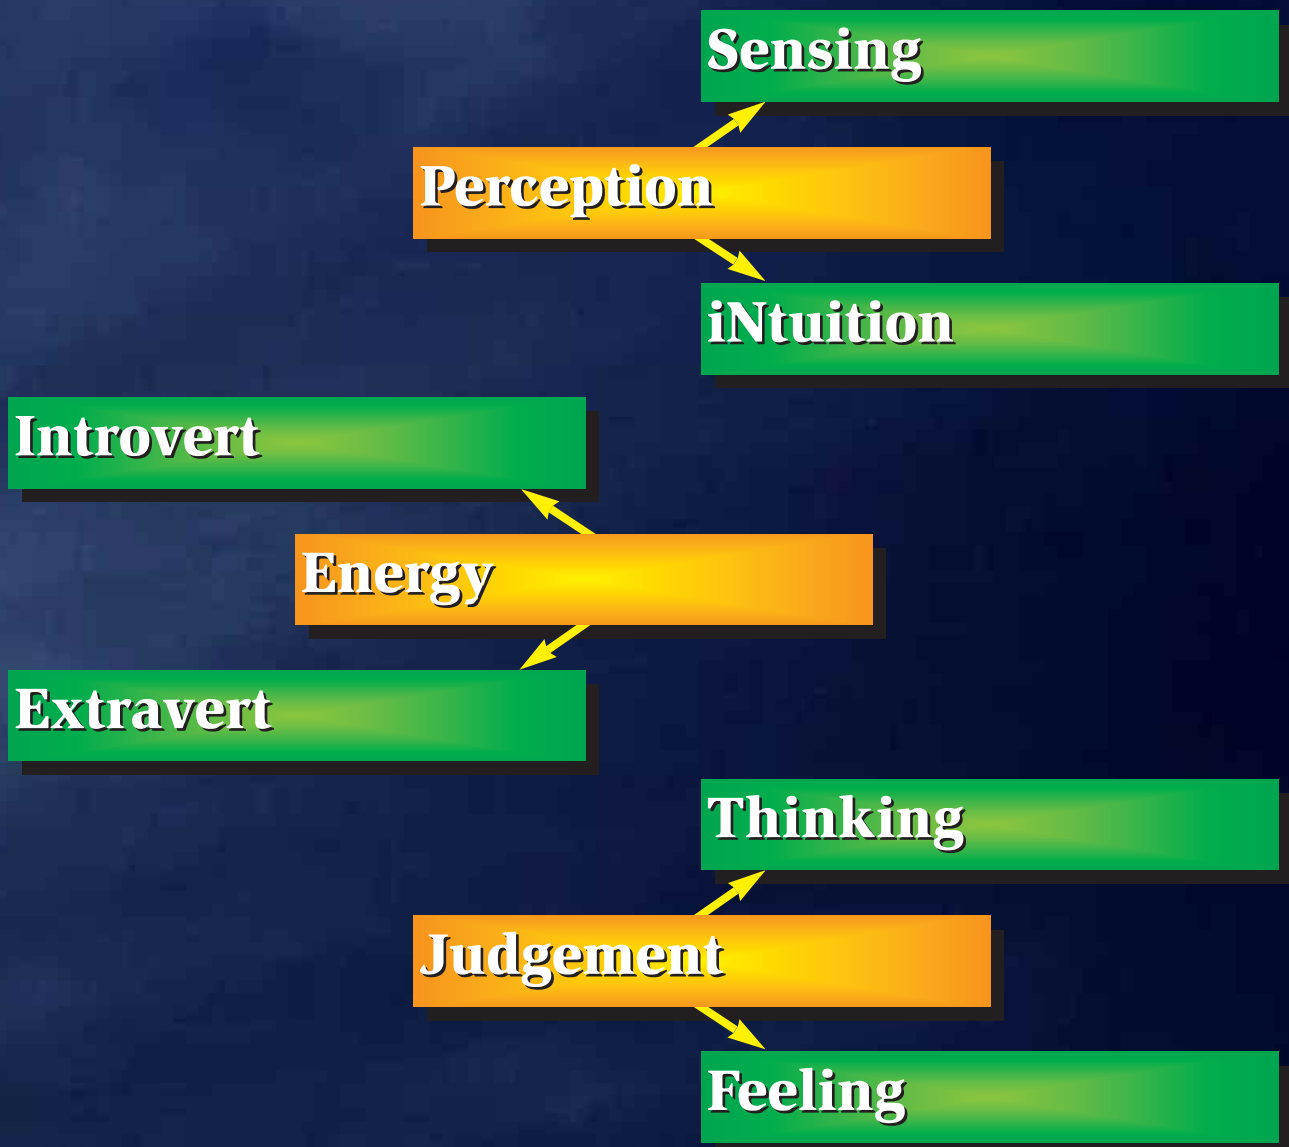 Sensing
Perception
iNtuition
Introvert
Energy
Extravert
Thinking
Judgement
Feeling